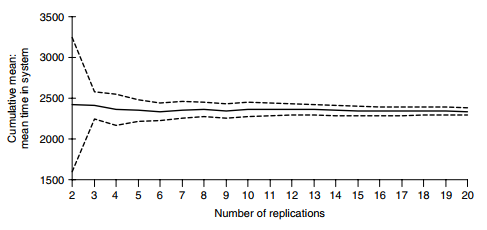 3500
3000
2500
2000
1500
Cumulative mean:
mean time in system
2 3 4 5 6 7 8 9 10 11 12 13 14 15 16 17 18 19 20
Number of replications